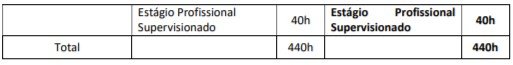 Estágio Profissional 40h Estágio Profissional 40h
Supervisionado Supervisionado
Total 440h 440h